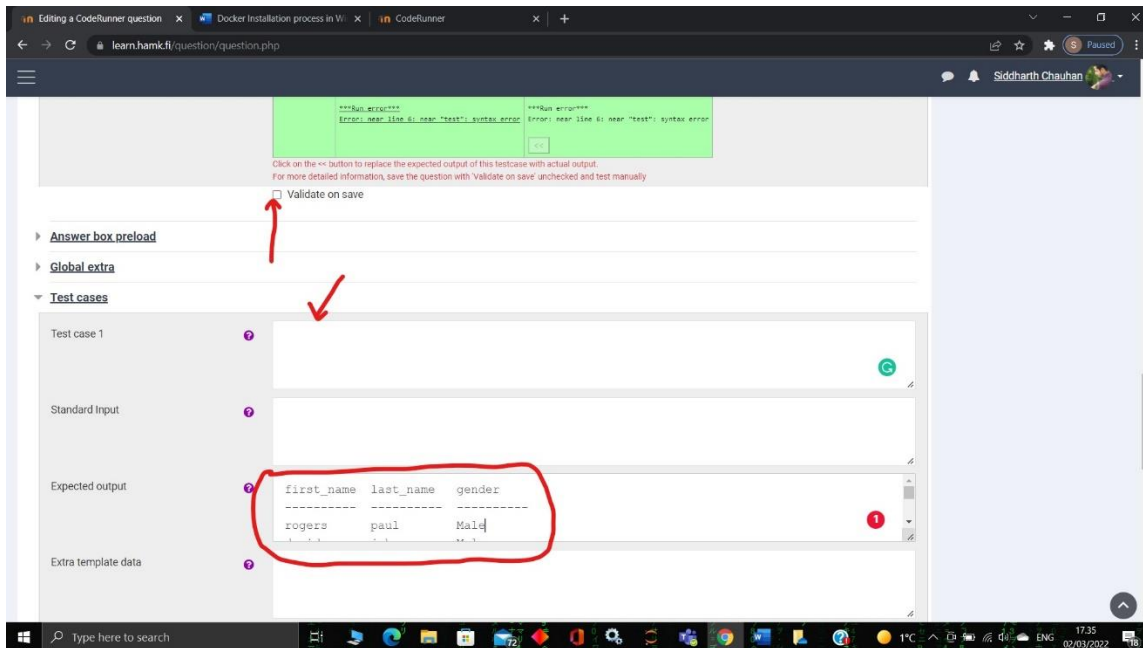 Editing a CodeRunner question
Docker Installation process in Wi
CodeRunner
learn.hamk.fi/question/question.php
S Paused
Siddharth Chauhan
***Run error*** ***Run error***
Error: near line 6: near "test": syntax error Error: near line 6: near "test": syntax error
<<
Click on the << button to replace the expected output of this testcase with actual output.
For more detailed information, save the question with 'Validate on save' unchecked and test manually
Validate on save
Answer box preload
Global extra
Test cases
Test case 1
Standard Input
Expected output
first_name last_name gender
---------- ---------- ----------
rogers paul Male
1
Extra template data
Type here to search
72
1°C
ENG
17.35
02/03/2022
18